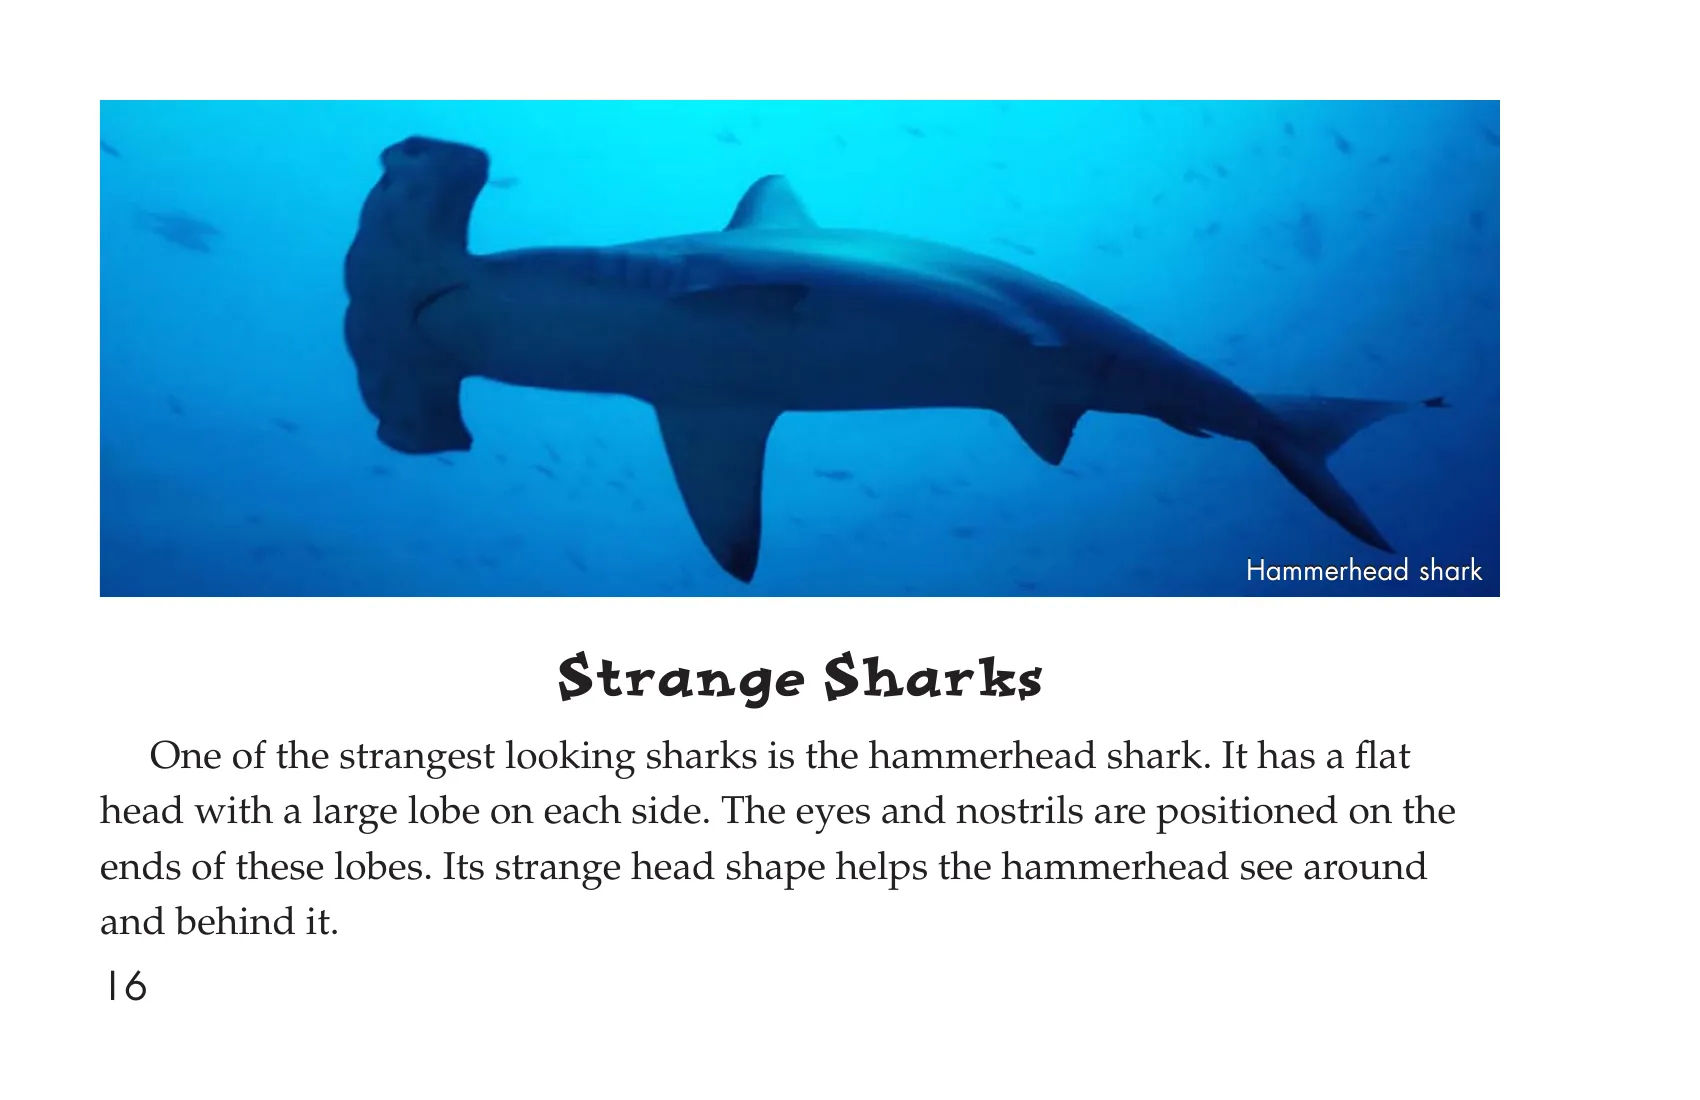 Hammerhead shark
Strange Sharks
One of the strangest looking sharks is the hammerhead shark. It has a flat
head with a large lobe on each side. The eyes and nostrils are positioned on the
ends of these lobes. Its strange head shape helps the hammerhead see around
and behind it.
16